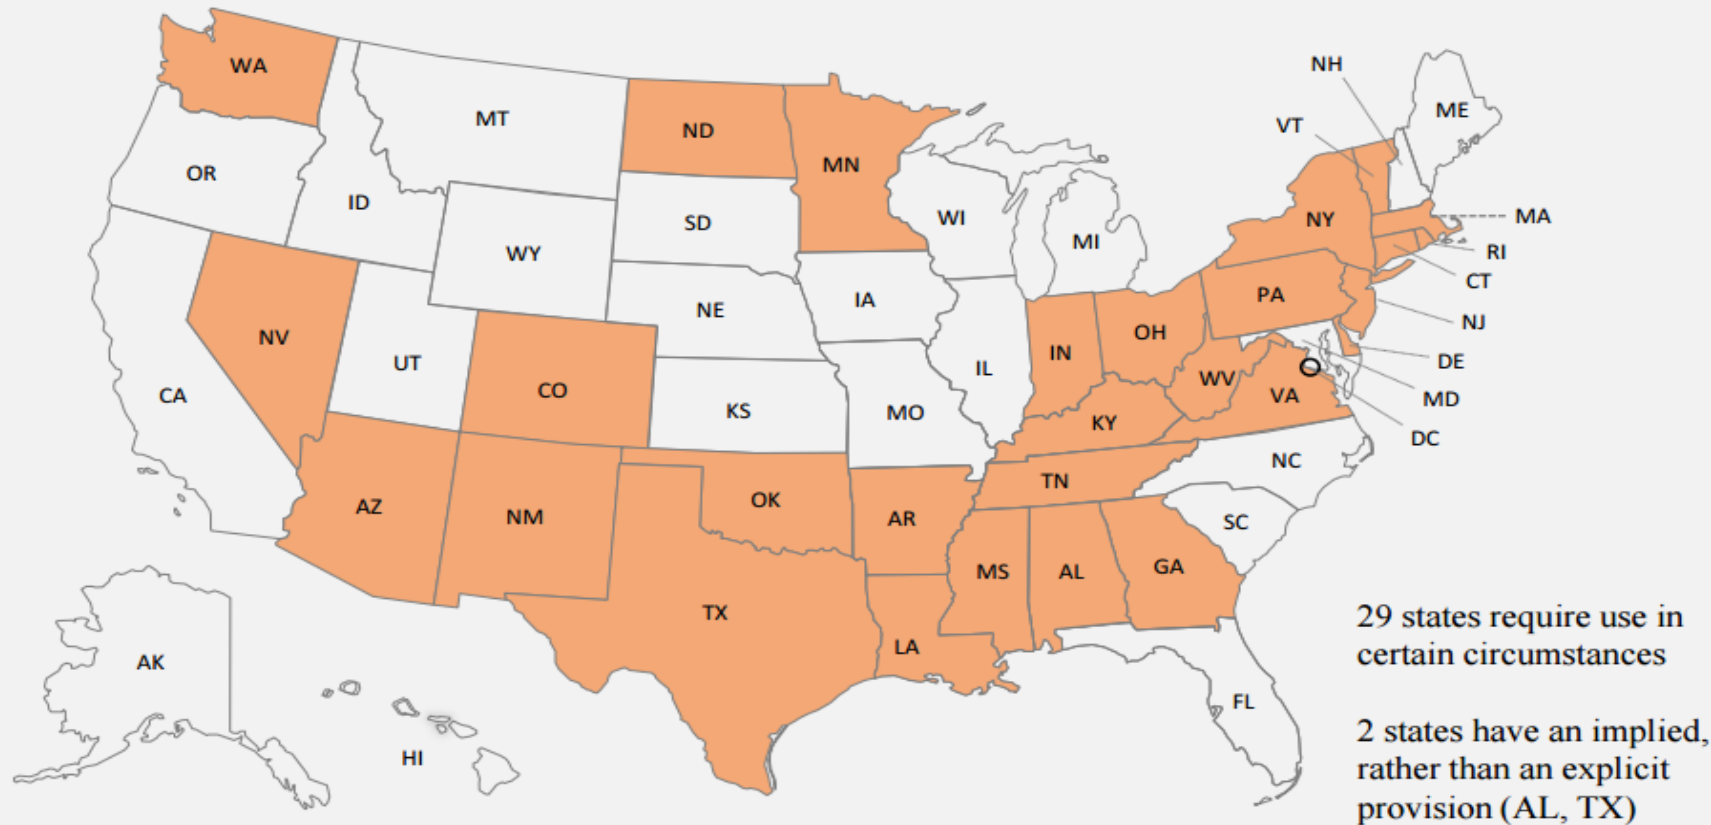 WA
MT
ND
MN
OR
ID
WY
SD
WI
MI
NH
VT
ME
NY
MA
RI
CT
NE
IA
PA
NJ
NV
UT
CO
KS
MO
IL
IN
OH
DE
CA
WV
VA
MD
KY
DC
AZ
NM
OK
AR
TN
NC
SC
TX
LA
MS
AL
GA
AK
HI
FL
29 states require use in
certain circumstances
2 states have an implied,
rather than an explicit
provision (AL, TX)